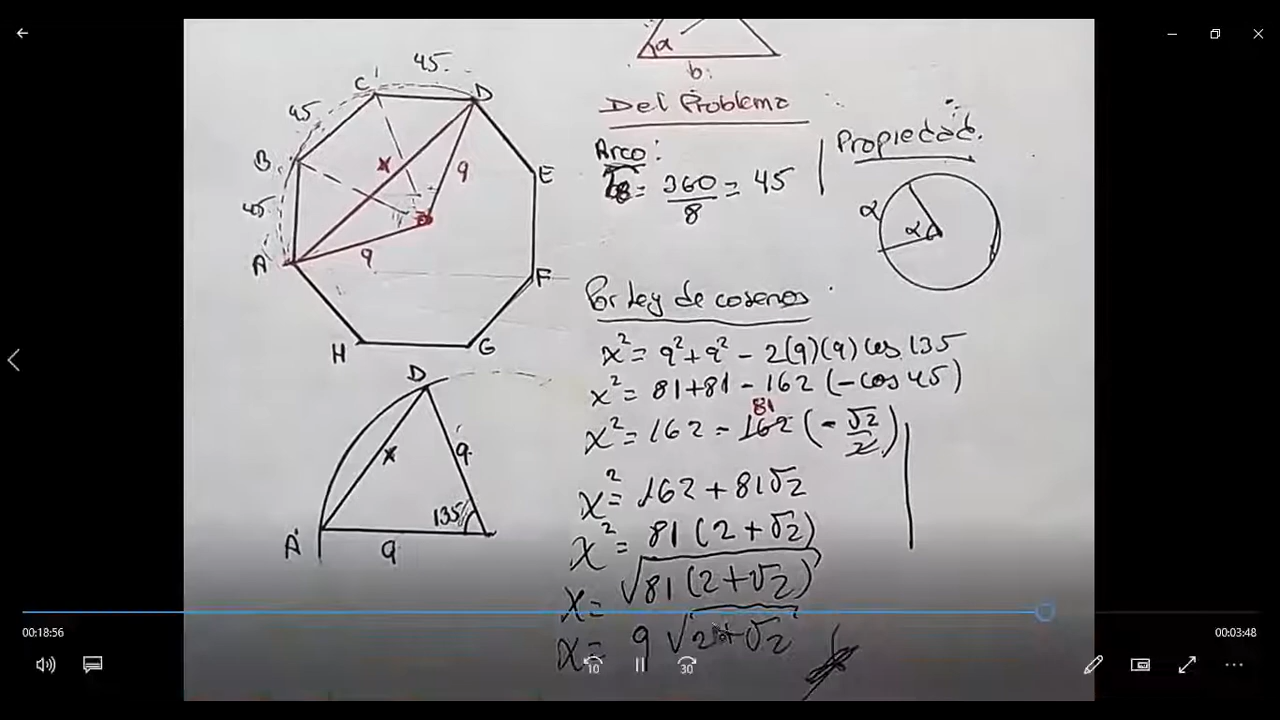 a
b
Del Problema
45
C
D
45
B
x
9
E
45
A
9
F
H
G
Arco:
= 360/8 = 45
Propiedad.
α
α
Por Ley de cosenos
x² = 9² + 9² - 2(9)(9) cos 135
x² = 81 + 81 - 162 (-cos 45)
81
x² = 162 - 162 (-√2/2)
x² = 162 + 81√2
x² = 81 (2 + √2)
x = √81 (2 + √2)
x = 9 √2 + √2
D
x
9
135
A
9
00:18:56
00:03:48
10
30